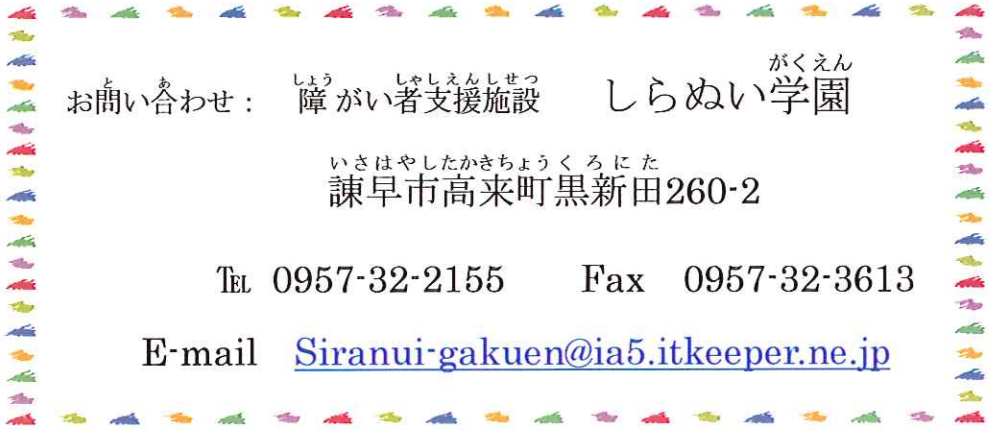 お問い合わせ： 障がい者支援施設 しらぬい学園
諫早市高来町黒新田260-2
℡ 0957-32-2155 Fax 0957-32-3613
E-mail Siranui-gakuen@ia5.itkeeper.ne.jp